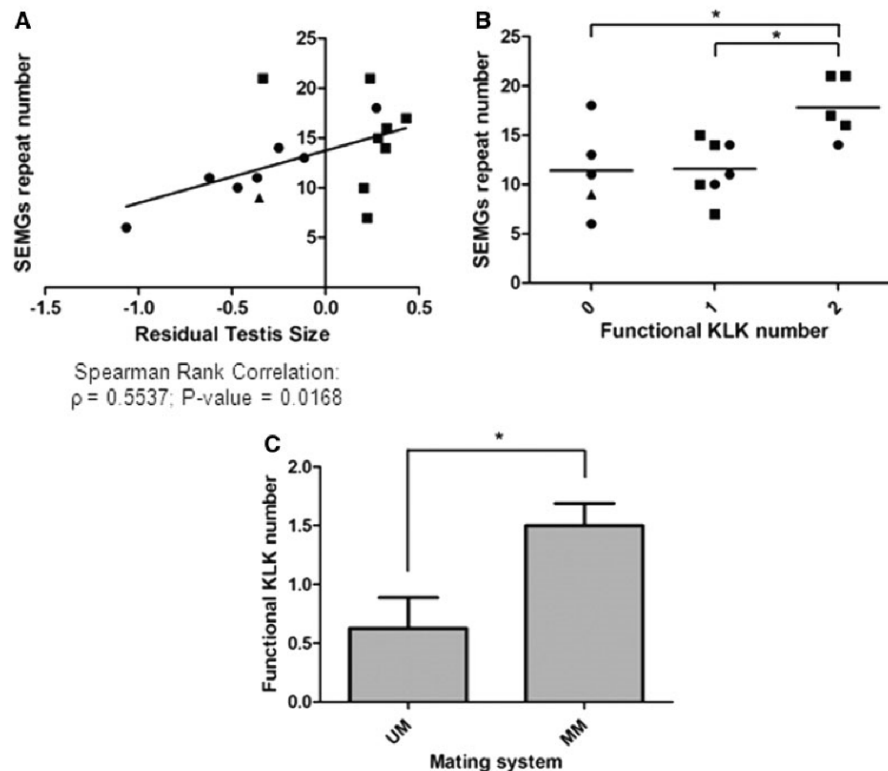 A
SEMGs repeat number
25
20
15
10
5
-1.5
-1.0
-0.5
0.0
0.5
Residual Testis Size
Spearman Rank Correlation:
ρ = 0.5537; P-value = 0.0168
B
SEMGs repeat number
25
20
15
10
5
0
*
*
0
1
2
Functional KLK number
C
Functional KLK number
2.0
1.5
1.0
0.5
0.0
*
UM
MM
Mating system